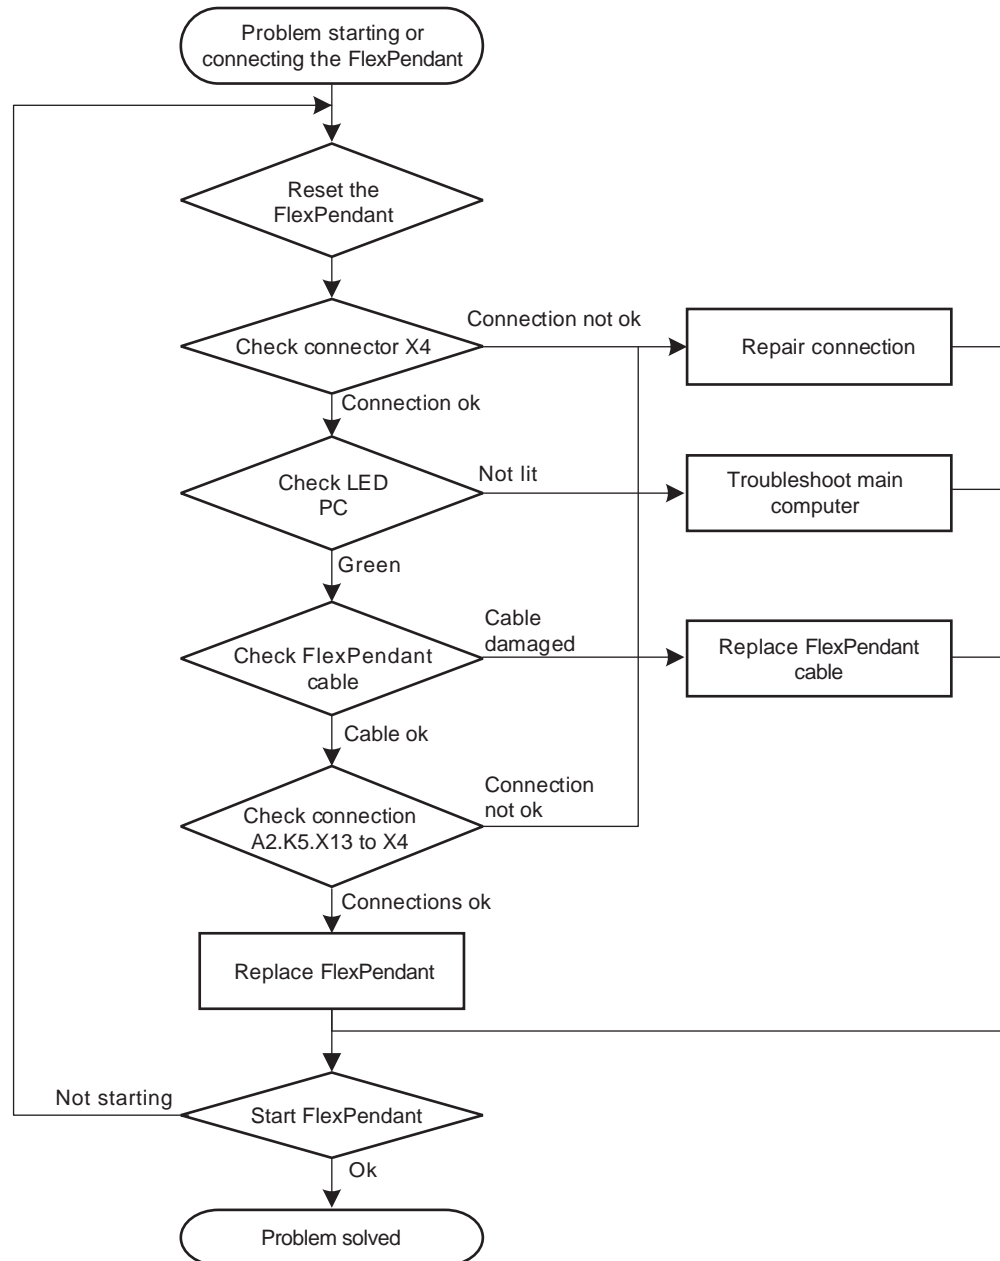 Problem starting or
connecting the FlexPendant
Reset the
FlexPendant
Connection not ok
Check connector X4
Repair connection
Connection ok
Check LED
PC
Not lit
Troubleshoot main
computer
Green
Cable
damaged
Check FlexPendant
cable
Replace FlexPendant
cable
Cable ok
Connection
not ok
Check connection
A2.K5.X13 to X4
Connections ok
Replace FlexPendant
Not starting
Start FlexPendant
Ok
Problem solved